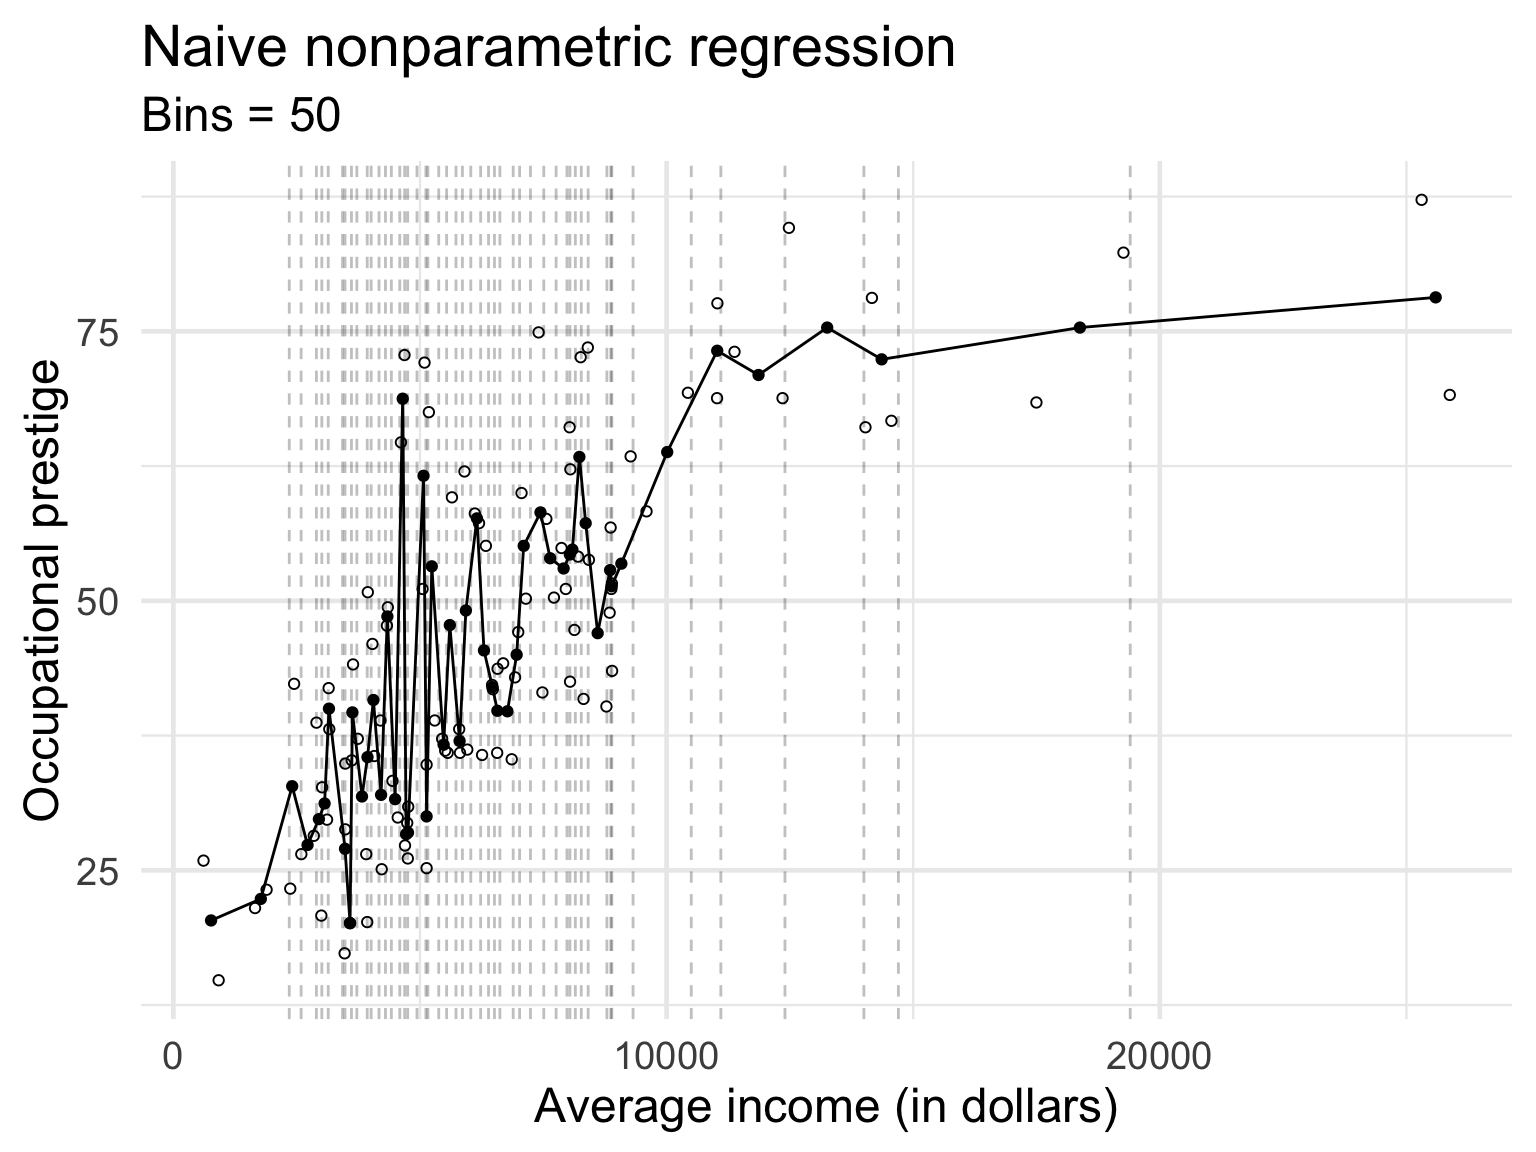 Naive nonparametric regression
Bins = 50
Occupational prestige
75
50
25
0
10000
20000
Average income (in dollars)